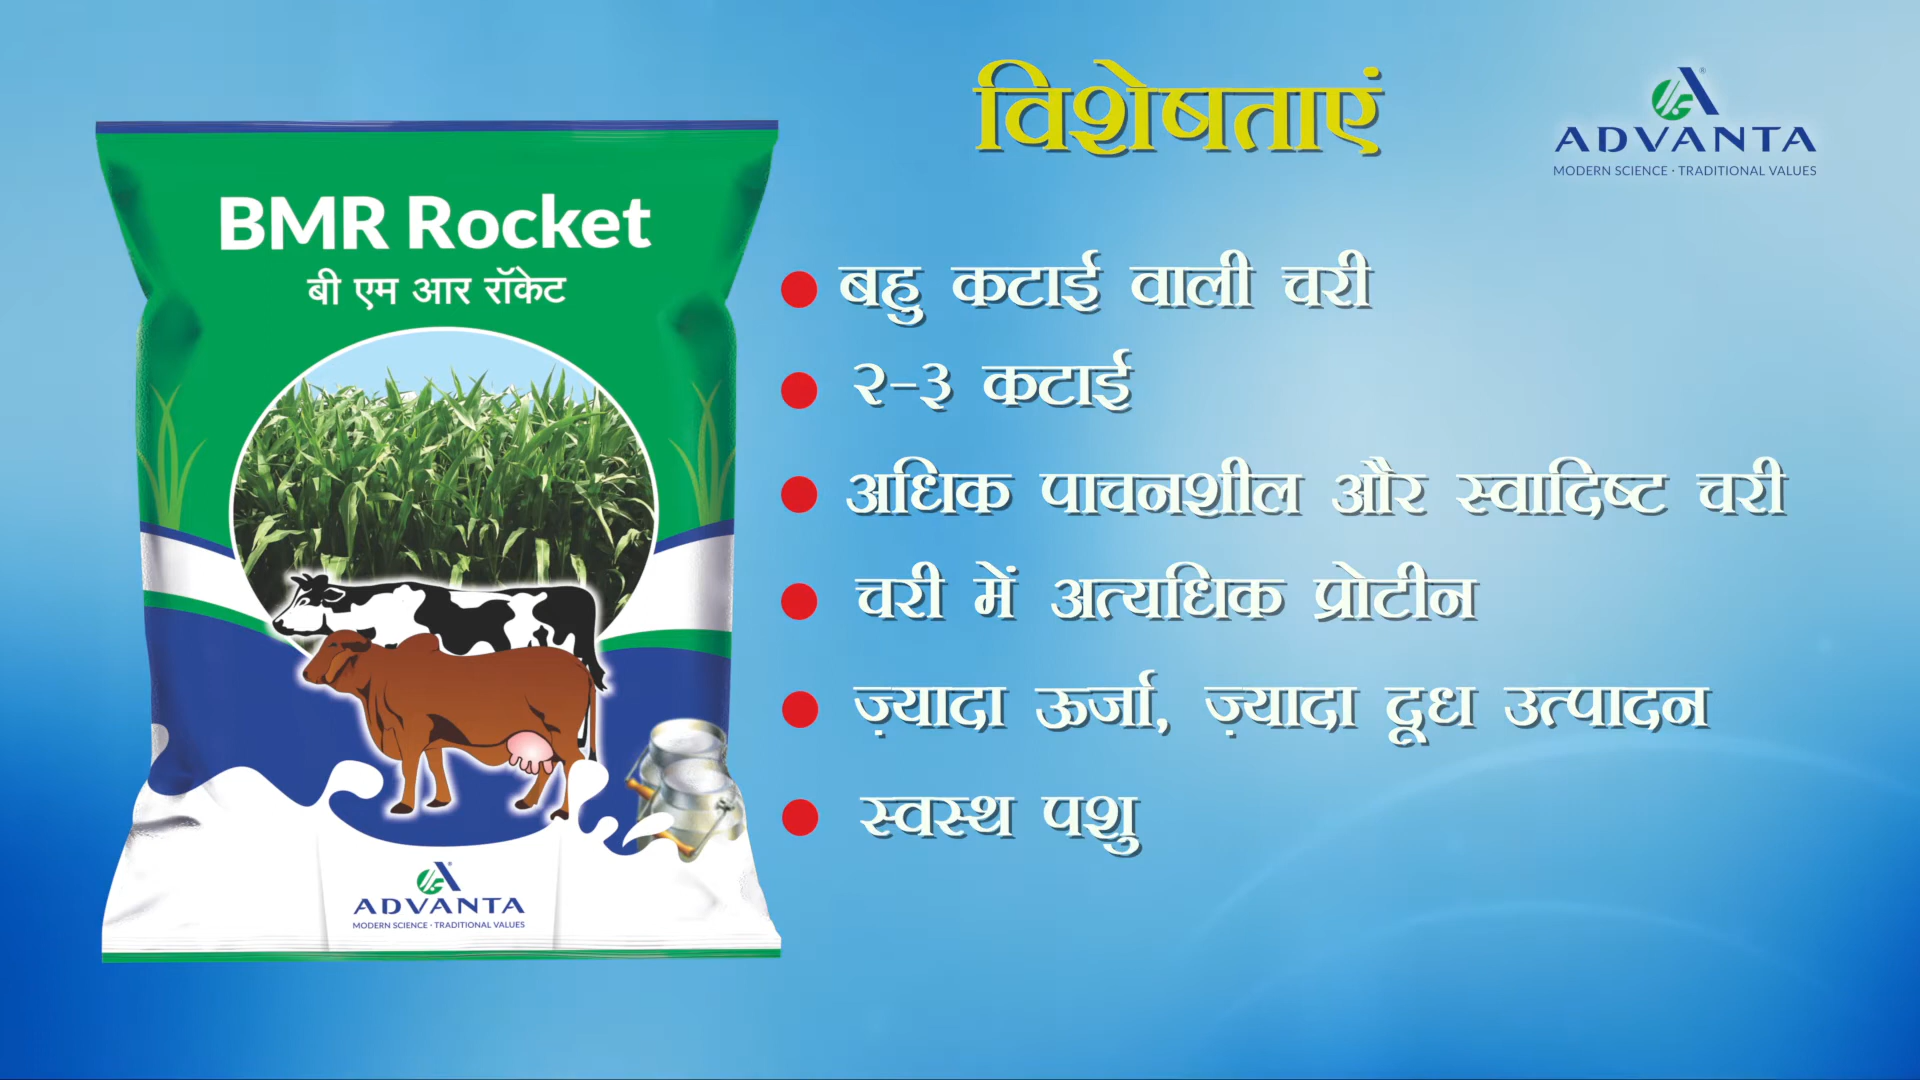 BMR Rocket
बी एम आर रॉकेट
ADVANTA
MODERN SCIENCE · TRADITIONAL VALUES
विशेषताएं
ADVANTA
MODERN SCIENCE · TRADITIONAL VALUES
बहु कटाई वाली चरी
२-३ कटाई
अधिक पाचनशील और स्वादिष्ट चरी
चरी में अत्यधिक प्रोटीन
ज़्यादा ऊर्जा, ज़्यादा दूध उत्पादन
स्वस्थ पशु